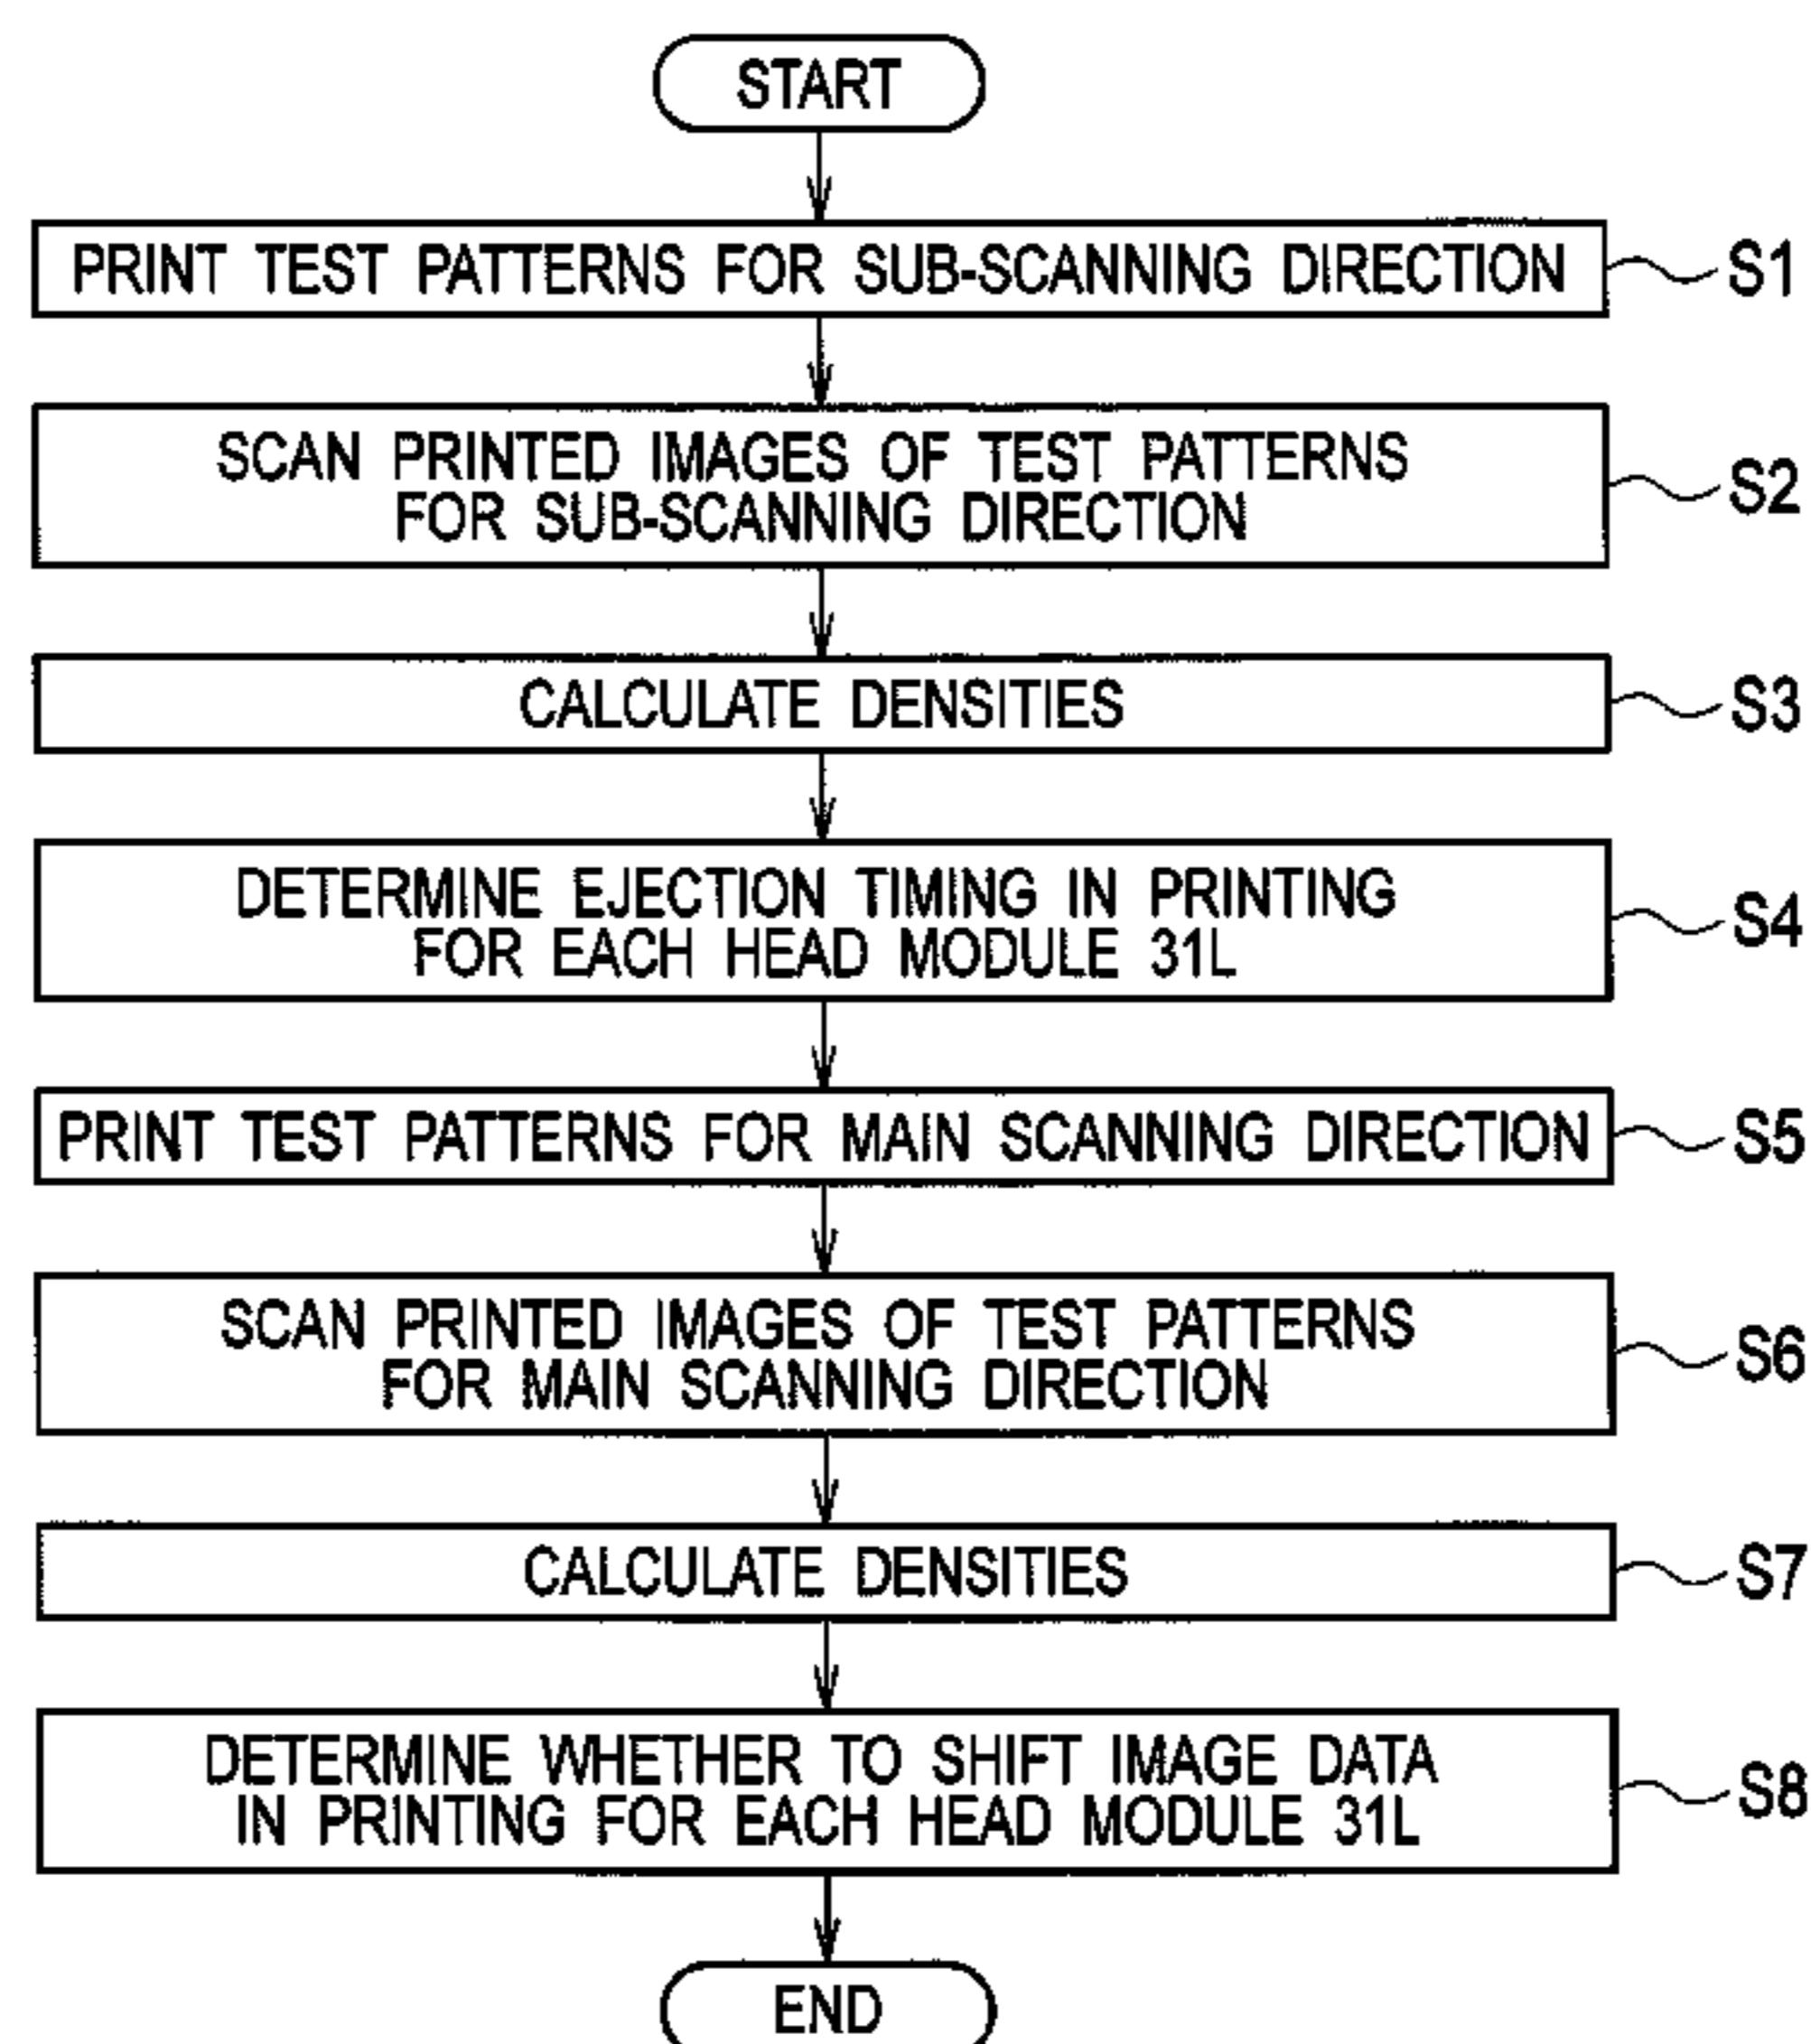 START
PRINT TEST PATTERNS FOR SUB-SCANNING DIRECTION
S1
SCAN PRINTED IMAGES OF TEST PATTERNS
FOR SUB-SCANNING DIRECTION
S2
CALCULATE DENSITIES
S3
DETERMINE EJECTION TIMING IN PRINTING
FOR EACH HEAD MODULE 31L
S4
PRINT TEST PATTERNS FOR MAIN SCANNING DIRECTION
S5
SCAN PRINTED IMAGES OF TEST PATTERNS
FOR MAIN SCANNING DIRECTION
S6
CALCULATE DENSITIES
S7
DETERMINE WHETHER TO SHIFT IMAGE DATA
IN PRINTING FOR EACH HEAD MODULE 31L
S8
END